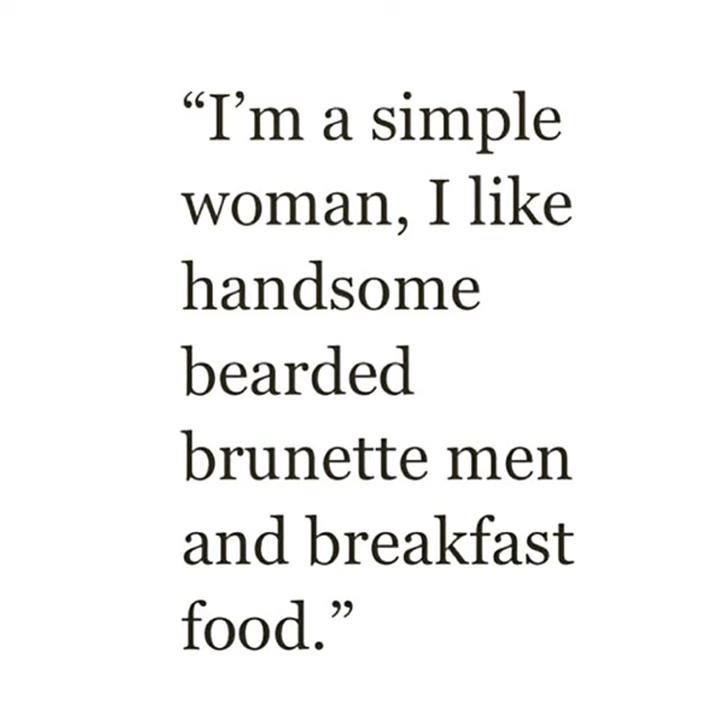 “I’m a simple
woman, I like
handsome
bearded
brunette men
and breakfast
food.”